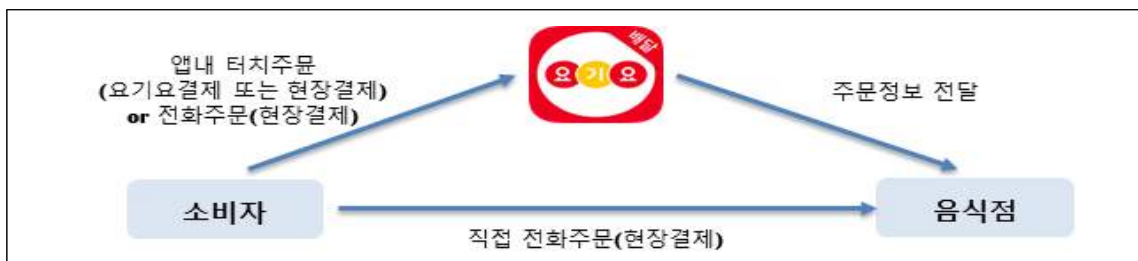 배달
요기요
앱내 터치주문
(요기요결제 또는 현장결제)
or 전화주문(현장결제)
주문정보 전달
소비자
음식점
직접 전화주문(현장결제)